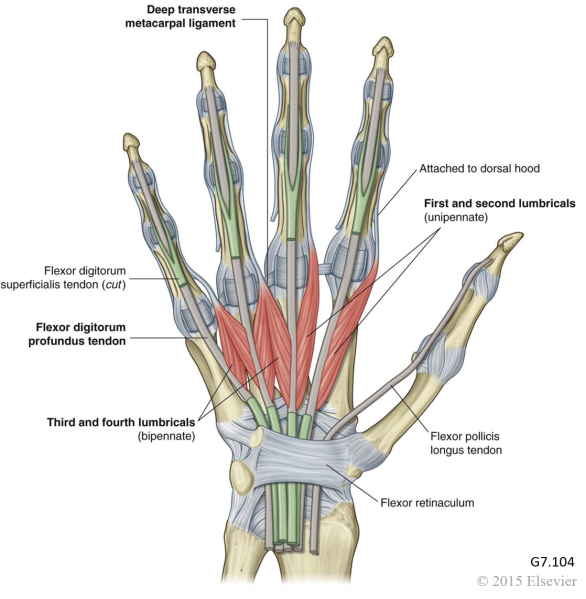 Deep transverse
metacarpal ligament
Attached to dorsal hood
First and second lumbricals
(unipennate)
Flexor digitorum
superficialis tendon (cut)
Flexor digitorum
profundus tendon
Third and fourth lumbricals
(bipennate)
Flexor pollicis
longus tendon
Flexor retinaculum
G7.104
© 2015 Elsevier